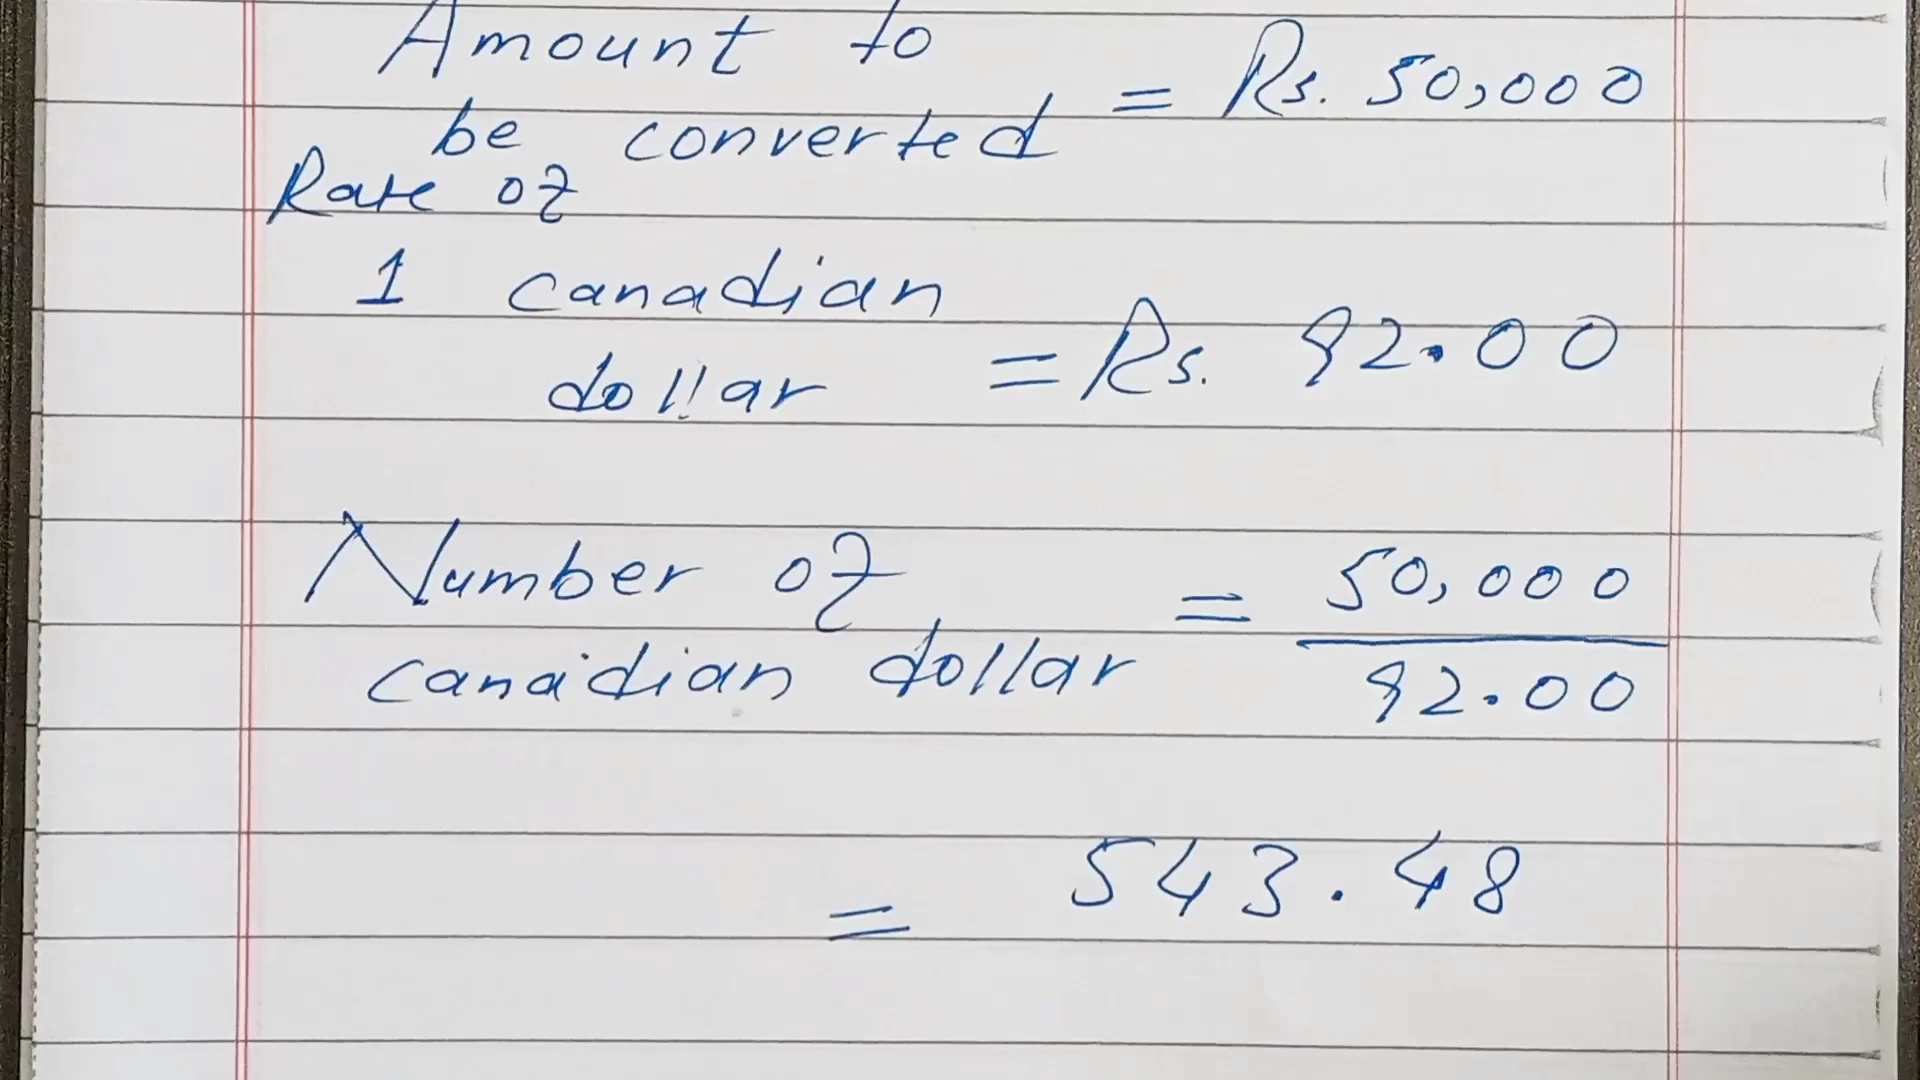 Amount to
be converted = Rs. 50,000
Rate of
1 canadian
dollar = Rs. 92.00
Number of
canadian dollar = 50,000
92.00
= 543.48